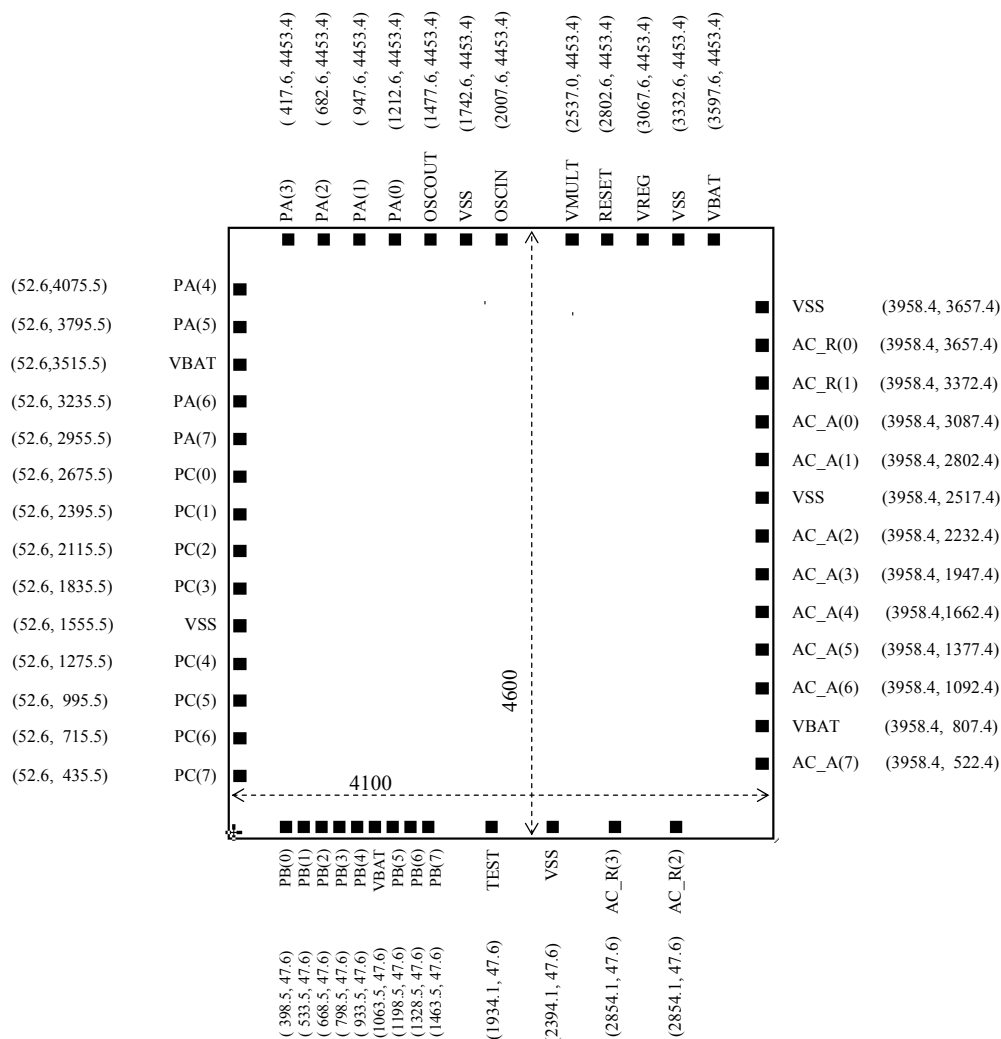 ( 417.6, 4453.4)
( 682.6, 4453.4)
( 947.6, 4453.4)
(1212.6, 4453.4)
(1477.6, 4453.4)
(1742.6, 4453.4)
(2007.6, 4453.4)
(2537.0, 4453.4)
(2802.6, 4453.4)
(3067.6, 4453.4)
(3332.6, 4453.4)
(3597.6, 4453.4)
PA(3)
PA(2)
PA(1)
PA(0)
OSCOUT
VSS
OSCIN
VMULT
RESET
VREG
VSS
VBAT
(52.6,4075.5) PA(4)
(52.6, 3795.5) PA(5)
(52.6,3515.5) VBAT
(52.6, 3235.5) PA(6)
(52.6, 2955.5) PA(7)
(52.6, 2675.5) PC(0)
(52.6, 2395.5) PC(1)
(52.6, 2115.5) PC(2)
(52.6, 1835.5) PC(3)
(52.6, 1555.5) VSS
(52.6, 1275.5) PC(4)
(52.6, 995.5) PC(5)
(52.6, 715.5) PC(6)
(52.6, 435.5) PC(7)
VSS (3958.4, 3657.4)
AC_R(0) (3958.4, 3657.4)
AC_R(1) (3958.4, 3372.4)
AC_A(0) (3958.4, 3087.4)
AC_A(1) (3958.4, 2802.4)
VSS (3958.4, 2517.4)
AC_A(2) (3958.4, 2232.4)
AC_A(3) (3958.4, 1947.4)
AC_A(4) (3958.4,1662.4)
AC_A(5) (3958.4, 1377.4)
AC_A(6) (3958.4, 1092.4)
VBAT (3958.4, 807.4)
AC_A(7) (3958.4, 522.4)
4600
4100
PB(0)
PB(1)
PB(2)
PB(3)
PB(4)
VBAT
PB(5)
PB(6)
PB(7)
TEST
VSS
AC_R(3)
AC_R(2)
( 398.5, 47.6)
( 533.5, 47.6)
( 668.5, 47.6)
( 798.5, 47.6)
( 933.5, 47.6)
(1063.5, 47.6)
(1198.5, 47.6)
(1328.5, 47.6)
(1463.5, 47.6)
(1934.1, 47.6)
(2394.1, 47.6)
(2854.1, 47.6)
(2854.1, 47.6)